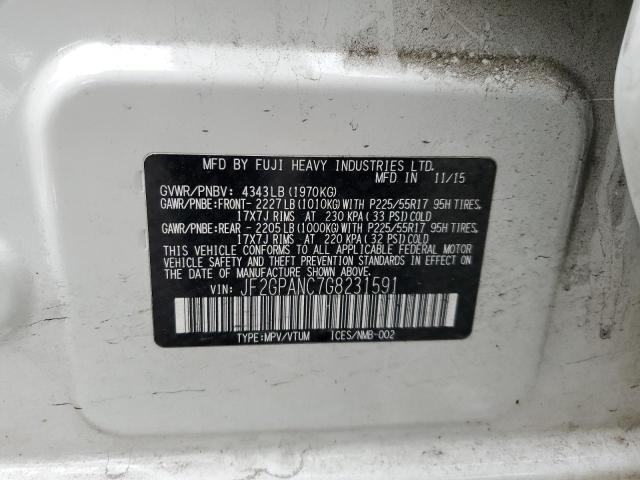 MFD BY FUJI HEAVY INDUSTRIES LTD.
MFD IN 11/15
GVWR/PNBV: 4343LB(1970KG)
GAWR/PNBE:FRONT- 2227LB(1010KG)WITH P225/55R17 95H TIRES,
17X7J RIMS AT 230 KPA(33 PSI)COLD
GAWR/PNBE:REAR - 2205LB(1000KG)WITH P225/55R17 95H TIRES,
17X7J RIMS AT 220 KPA(32 PSI)COLD
THIS VEHICLE CONFORMS TO ALL APPLICABLE FEDERAL MOTOR
VEHICLE SAFETY AND THEFT PREVENTION STANDARDS IN EFFECT
ON THE DATE OF MANUFACTURE SHOWN ABOVE.
VIN: JF2GPANC7G8231591
TYPE:MPV/VTUM ICES/NMB-002